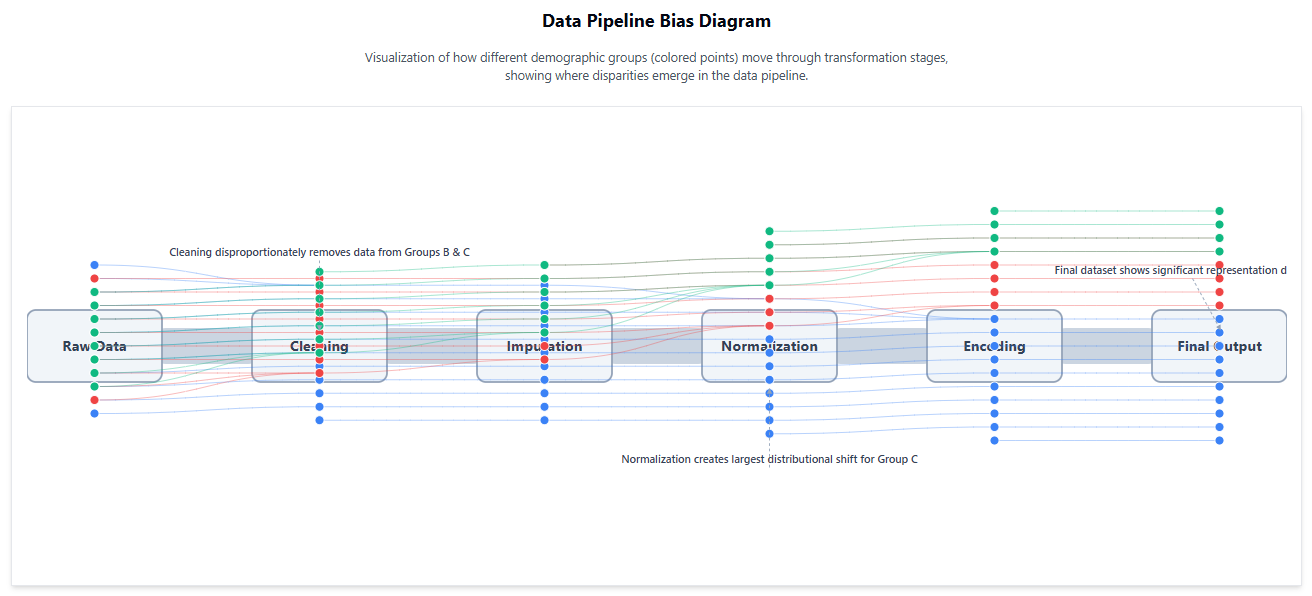 Data Pipeline Bias Diagram
Visualization of how different demographic groups (colored points) move through transformation stages,
showing where disparities emerge in the data pipeline.
Cleaning disproportionately removes data from Groups B & C
Final dataset shows significant representation d
Raw Data
Cleaning
Imputation
Normalization
Encoding
Final Output
Normalization creates largest distributional shift for Group C